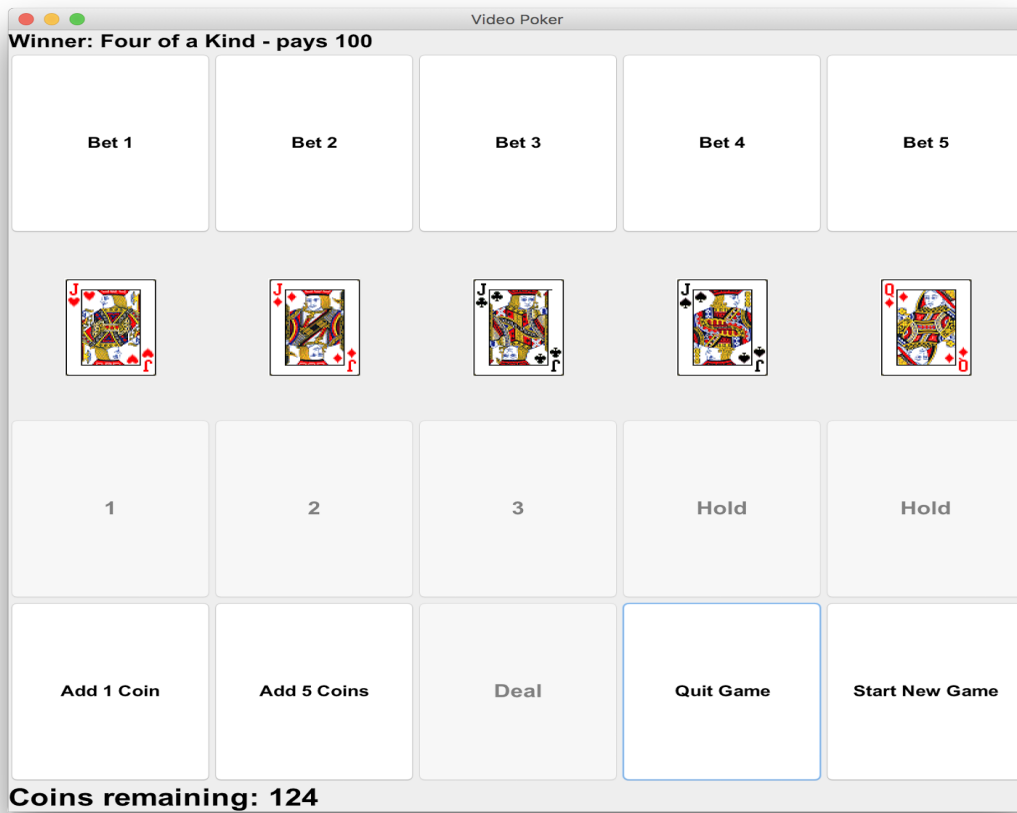 Video Poker
Winner: Four of a Kind - pays 100
Bet 1 Bet 2 Bet 3 Bet 4 Bet 5
J J J J Q
J J J J Q
1 2 3 Hold Hold
Add 1 Coin Add 5 Coins Deal Quit Game Start New Game
Coins remaining: 124